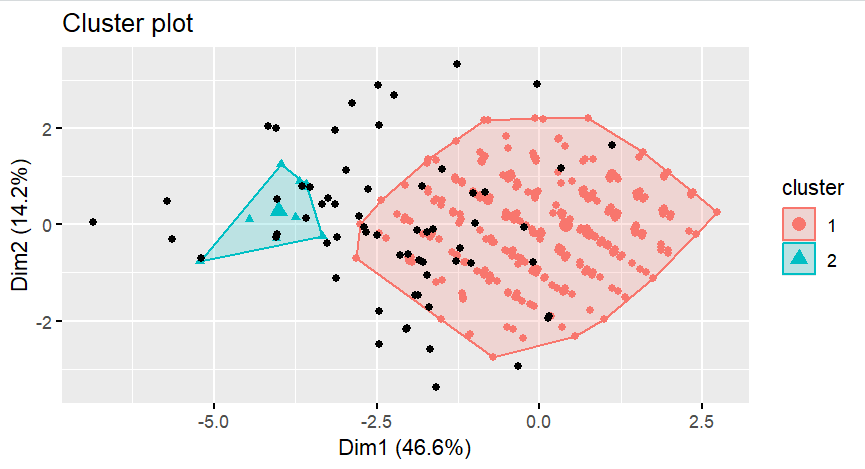 Cluster plot
2
0
-2
Dim2 (14.2%)
-5.0 -2.5 0.0 2.5
Dim1 (46.6%)
cluster
1
2